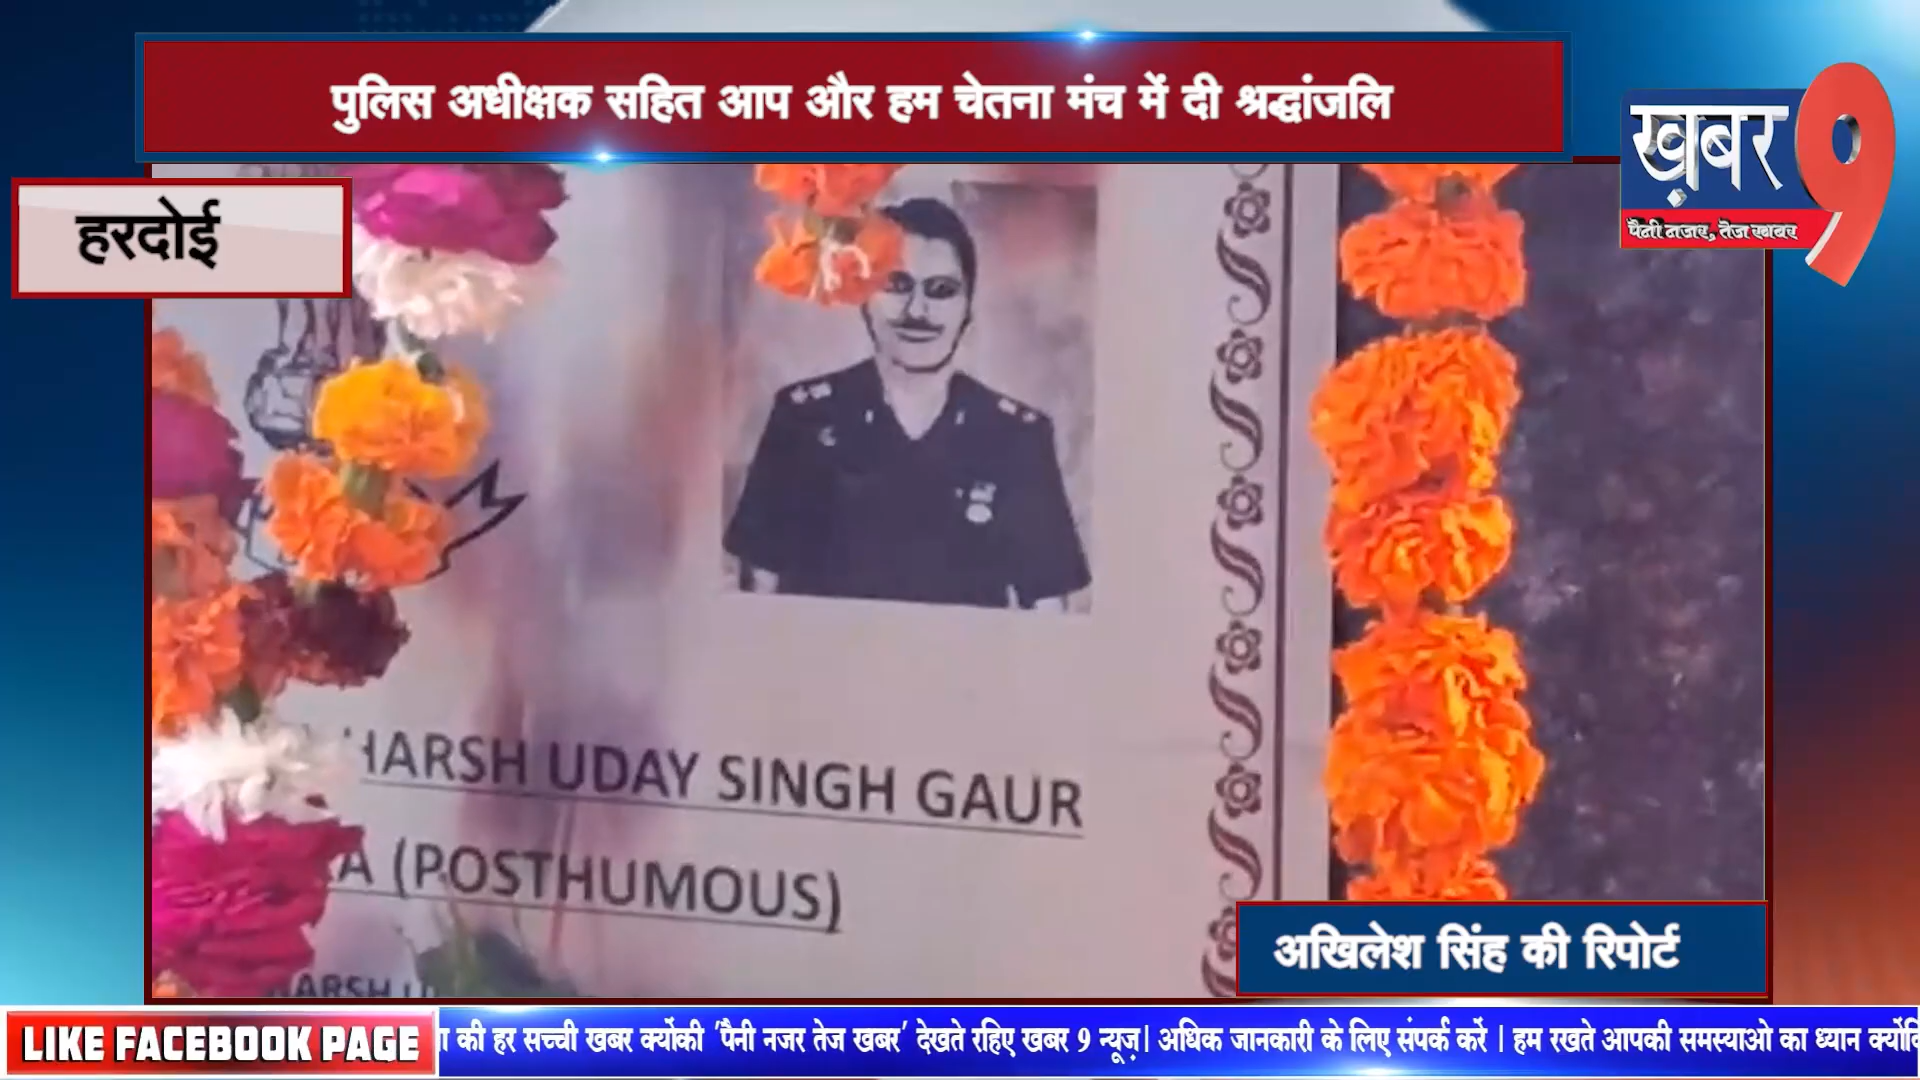 पुलिस अधीक्षक सहित आप और हम चेतना मंच में दी श्रद्धांजलि
ख़बर 9
पैनी नजर, तेज खबर
हरदोई
HARSH UDAY SINGH GAUR
A (POSTHUMOUS)
HARSH U
अखिलेश सिंह की रिपोर्ट
LIKE FACEBOOK PAGE
की हर सच्ची खबर क्योंकी 'पैनी नजर तेज खबर' देखते रहिए खबर 9 न्यूज़| अधिक जानकारी के लिए संपर्क करें | हम रखते आपकी समस्याओ का ध्यान